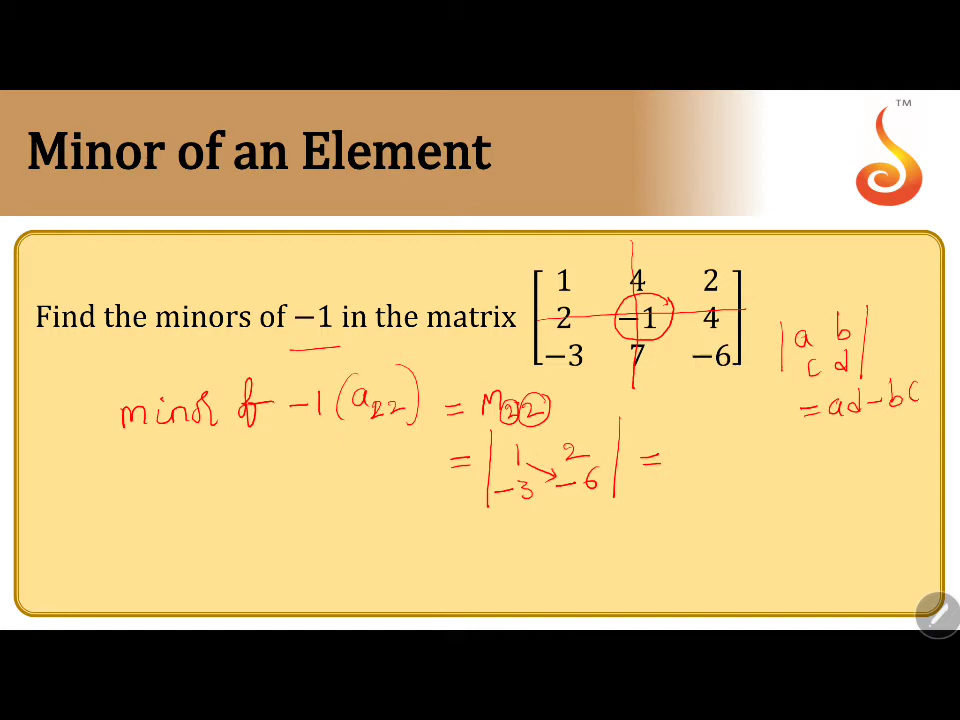 TM
Minor of an Element
Find the minors of −1 in the matrix
1 4 2
2 −1 4
−3 7 −6
a b
c d
= ad − bc
minor of −1 (a22) = M22
= | 1 2 | =
−3 −6